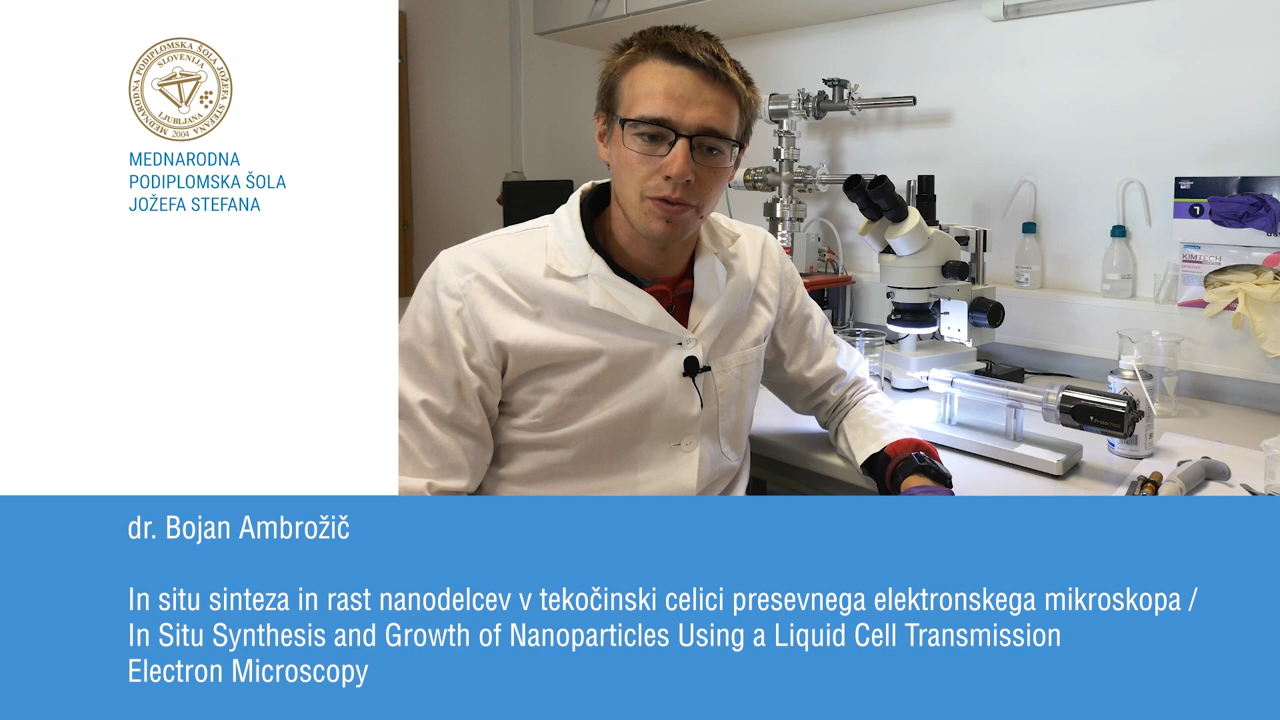 MEDNARODNA PODIPLOMSKA ŠOLA JOŽEFA STEFANA
SLOVENIJA
LJUBLJANA
2004
MEDNARODNA
PODIPLOMSKA ŠOLA
JOŽEFA STEFANA
KIMTECH
dr. Bojan Ambrožič
In situ sinteza in rast nanodelcev v tekočinski celici presevnega elektronskega mikroskopa /
In Situ Synthesis and Growth of Nanoparticles Using a Liquid Cell Transmission
Electron Microscopy